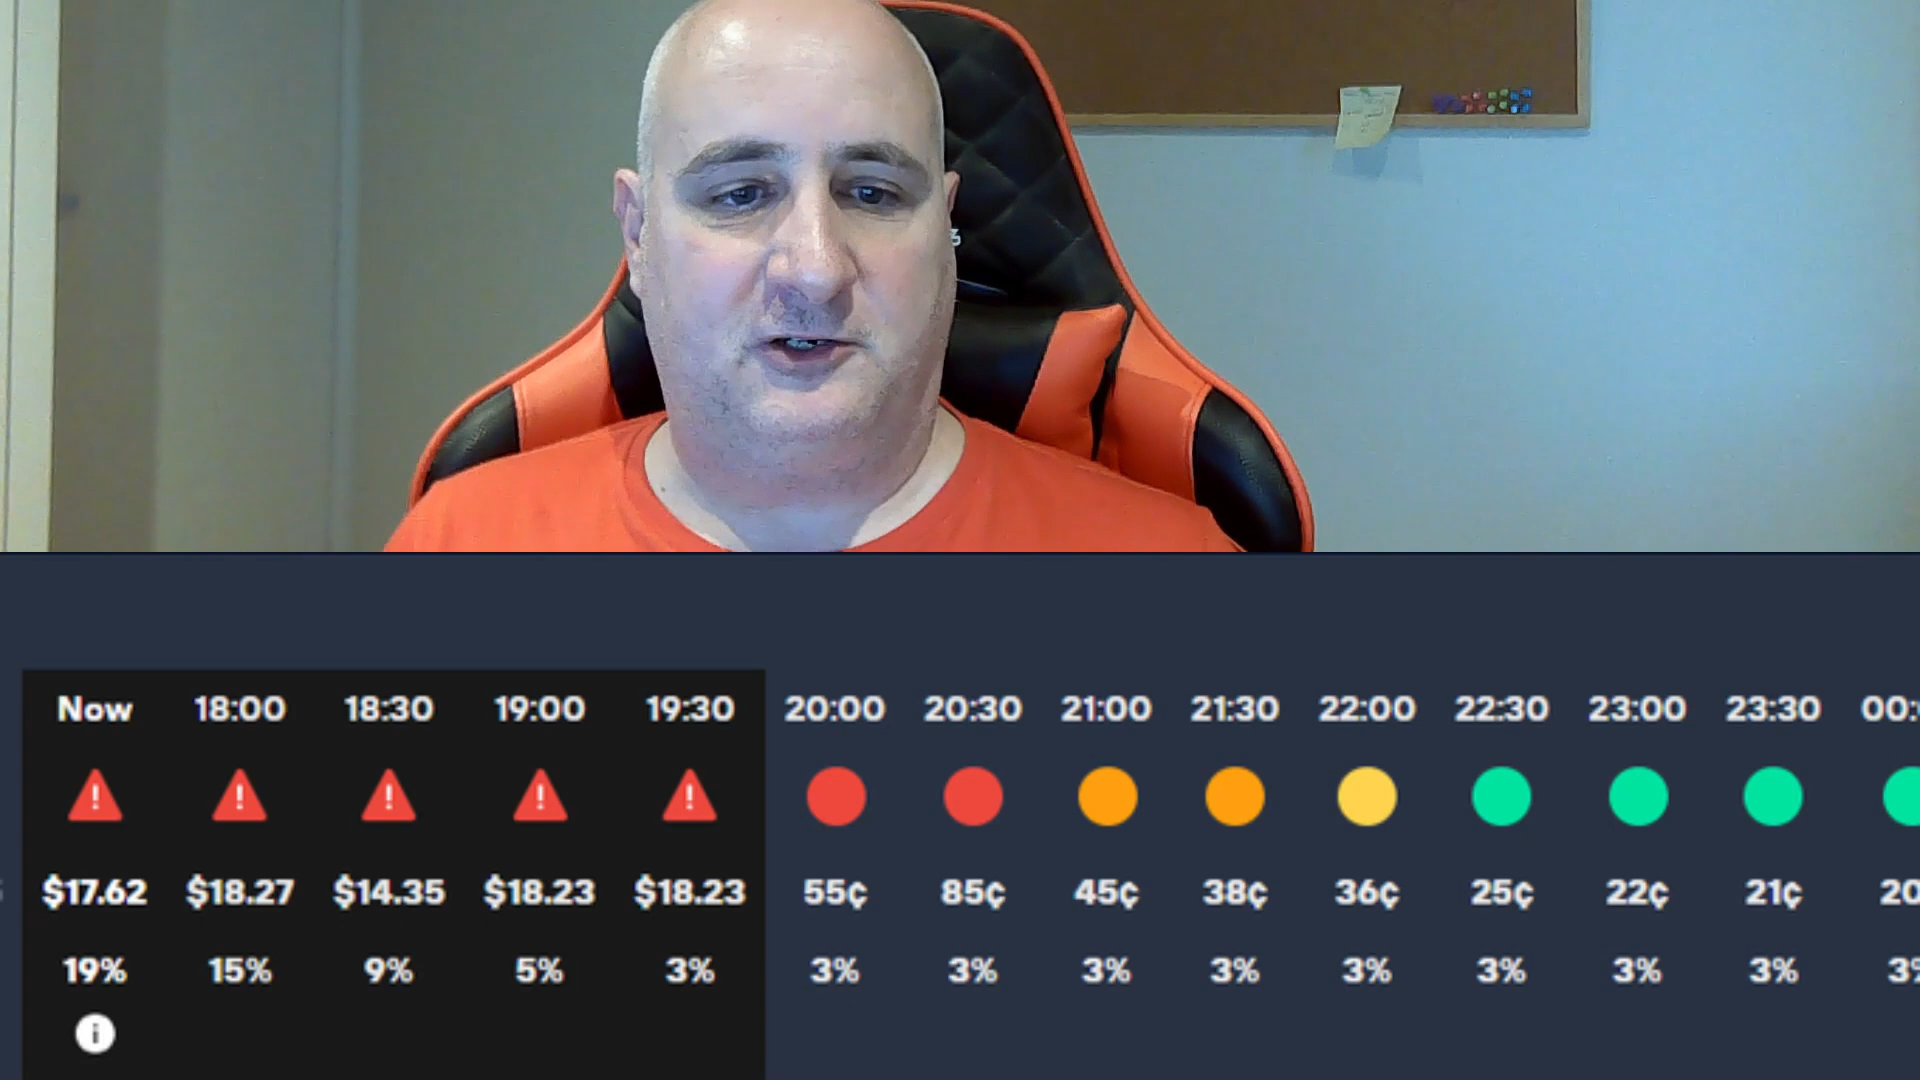 Now 18:00 18:30 19:00 19:30 20:00 20:30 21:00 21:30 22:00 22:30 23:00 23:30
$17.62 $18.27 $14.35 $18.23 $18.23 55¢ 85¢ 45¢ 38¢ 36¢ 25¢ 22¢ 21¢ 20
19% 15% 9% 5% 3% 3% 3% 3% 3% 3% 3% 3% 3%